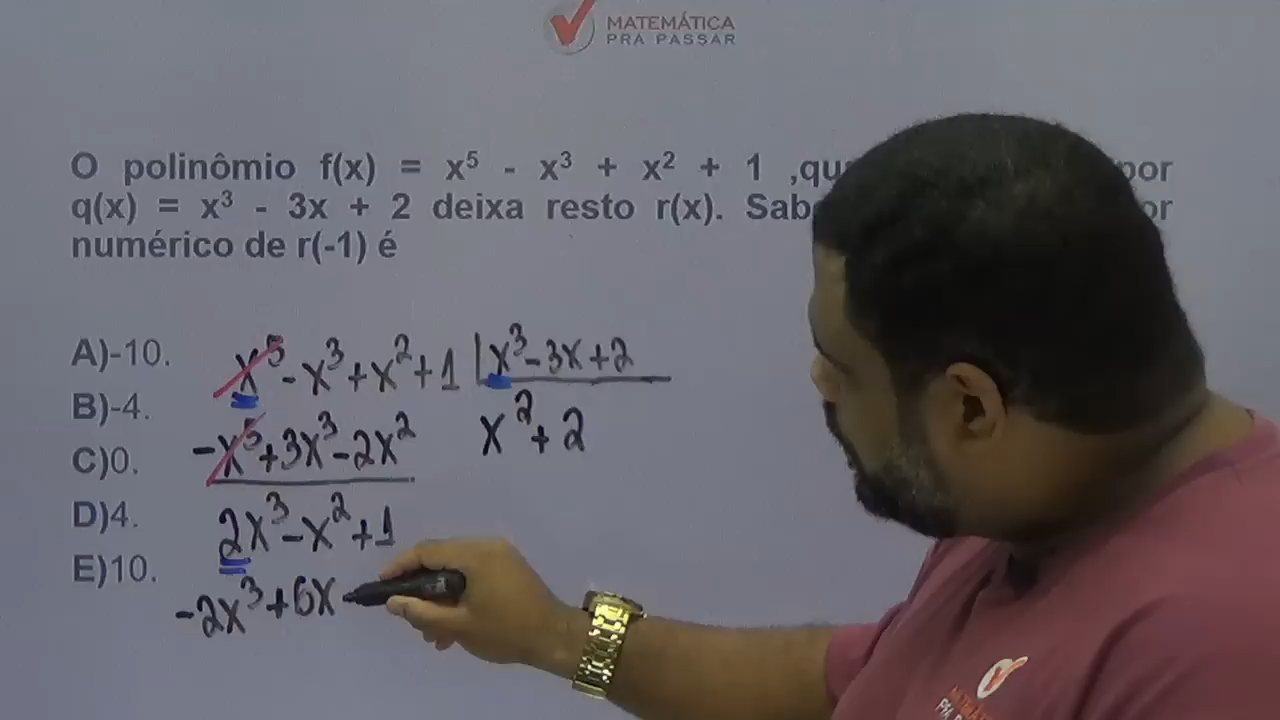 MATEMÁTICA
PRA PASSAR
O polinômio f(x) = x⁵ - x³ + x² + 1 ,qu por
q(x) = x³ - 3x + 2 deixa resto r(x). Sab or
numérico de r(-1) é
A)-10.
B)-4.
C)0.
D)4.
E)10.
x⁵ - x³ + x² + 1 | x³ - 3x + 2
-x⁵ + 3x³ - 2x² x² + 2
2x³ - x² + 1
-2x³ + 6x